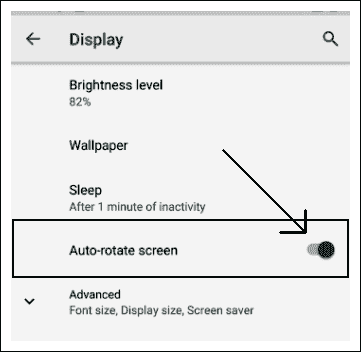 Display
Brightness level
82%
Wallpaper
Sleep
After 1 minute of inactivity
Auto-rotate screen
Advanced
Font size, Display size, Screen saver